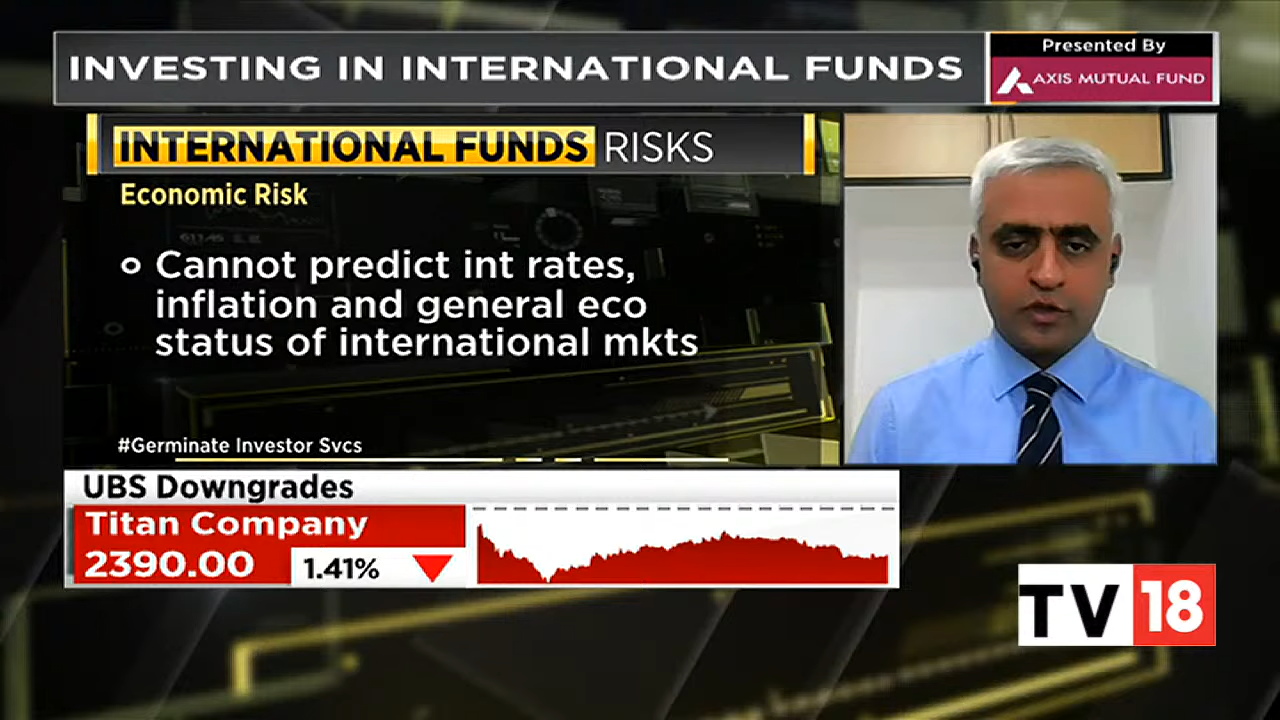 INVESTING IN INTERNATIONAL FUNDS
Presented By
AXIS MUTUAL FUND
INTERNATIONAL FUNDS RISKS
Economic Risk
Cannot predict int rates,
inflation and general eco
status of international mkts
#Germinate Investor Svcs
UBS Downgrades
Titan Company
2390.00 1.41%
TV18